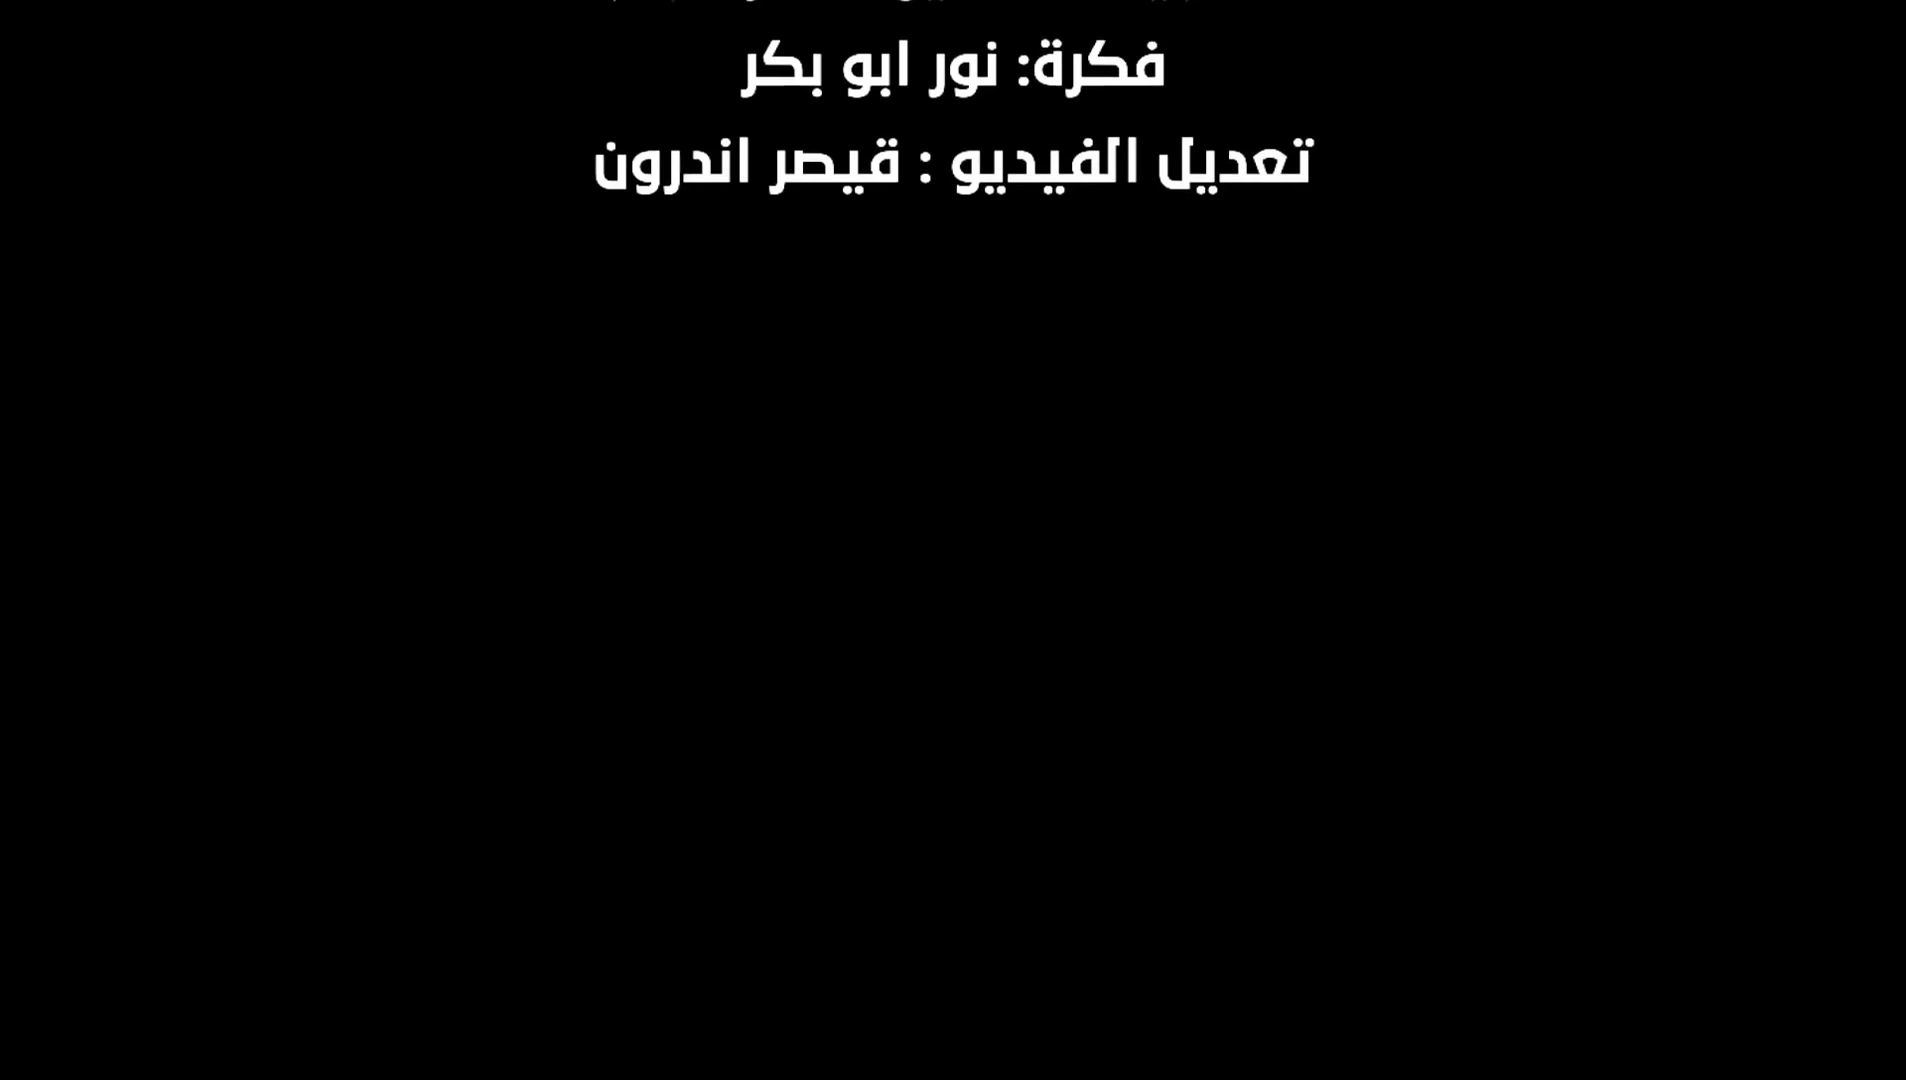 فكرة: نور ابو بكر
تعديل الفيديو : قيصر اندرون